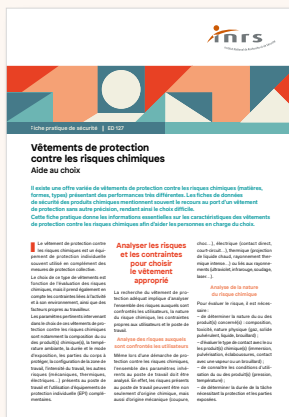 inrs
Fiche pratique de sécurité | ED 127
Vêtements de protection
contre les risques chimiques
Aide au choix
Il existe une offre variée de vêtements de protection contre les risques chimiques (matières,
formes, types) présentant des performances très différentes. Les fiches de données
de sécurité des produits chimiques mentionnent souvent le recours au port d'un vêtement
de protection sans autre précision, rendant ainsi le choix difficile.
Cette fiche pratique donne les informations essentielles sur les caractéristiques des vêtements
de protection contre les risques chimiques afin d'aider les personnes en charge du choix.
Le vêtement de protection contre
les risques chimiques est un équi-
pement de protection individuelle
souvent utilisé en complément des
mesures de protection collective.
Le choix de ce type de vêtements est
fonction de l'évaluation des risques
chimiques, mais il prend également en
compte les contraintes liées à l'activité
et à son environnement, ainsi que des
facteurs propres au travailleur.
Les paramètres pertinents intervenant
dans le choix de ces vêtements de pro-
tection contre les risques chimiques
sont notamment la composition du ou
des produit(s) chimique(s), la tempé-
rature ambiante, la durée et le mode
d'exposition, les parties du corps à
protéger, la configuration de la zone de
travail, l'intensité du travail, les autres
risques (mécaniques, thermiques,
électriques…) présents au poste de
travail et l'utilisation d'équipements de
protection individuelle (EPI) complé-
mentaires.
Analyser les risques
et les contraintes
pour choisir
le vêtement
approprié
La recherche du vêtement de pro-
tection adéquat implique d'analyser
les différents risques auxquels sont
confrontés les utilisateurs, la nature
du risque chimique, les contraintes
propres aux utilisateurs et le poste de
travail.
Analyse des risques auxquels
sont confrontés les utilisateurs
Même lors d'une démarche de pro-
tection contre les risques chimiques,
l'ensemble des paramètres inhé-
rents au poste de travail doit être
analysé. En effet, les risques présents
au poste de travail peuvent être non
seulement d'origine chimique, mais
aussi d'origine mécanique (coupure,
choc…), électrique (contact direct,
court-circuit…), thermique (projection
de liquide chaud, rayonnement ther-
mique intense…) ou liés aux rayonne-
ments (ultraviolet, infrarouge, soudage,
laser…).
Analyse de la nature
du risque chimique
Pour évaluer le risque, il est néces-
saire :
– de déterminer la nature du ou des
produit(s) concerné(s) : composition,
toxicité, nature physique (gaz, solide
pulvérulent, liquide, brouillard) ;
– d'évaluer le type de contact avec le ou
les produit(s) chimique(s) (immersion,
pulvérisation, éclaboussures, contact
avec une vapeur ou un brouillard) ;
– de connaître les conditions d'utili-
sation du ou des produits (pression,
température) ;
– de déterminer la durée de la tâche
nécessitant la protection et les parties
exposées.